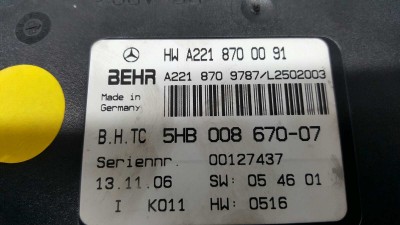 HW A221 870 00 91
BEHR A221 870 9787/L2502003
Made in
Germany
B.H.TC 5HB 008 670-07
Seriennr. 00127437
13.11.06 SW: 05 46 01
I K011 HW: 0516